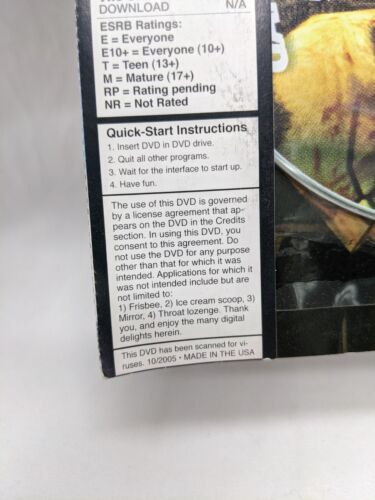 DOWNLOAD N/A
ESRB Ratings:
E = Everyone
E10+ = Everyone (10+)
T = Teen (13+)
M = Mature (17+)
RP = Rating pending
NR = Not Rated
Quick-Start Instructions
1. Insert DVD in DVD drive.
2. Quit all other programs.
3. Wait for the interface to start up.
4. Have fun.
The use of this DVD is governed
by a license agreement that ap-
pears on the DVD in the Credits
section. In using this DVD, you
consent to this agreement. Do
not use the DVD for any purpose
other than that for which it was
intended. Applications for which it
was not intended include but are
not limited to:
1) Frisbee, 2) Ice cream scoop, 3)
Mirror, 4) Throat lozenge. Thank
you, and enjoy the many digital
delights herein.
This DVD has been scanned for vi-
ruses. 10/2005 • MADE IN THE USA